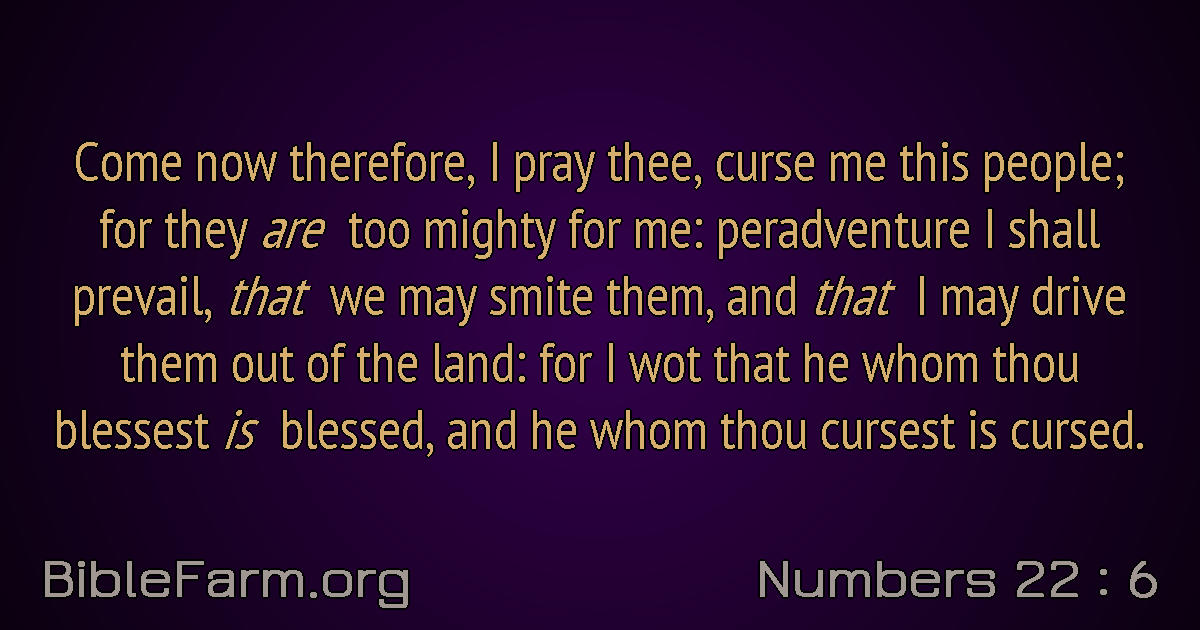 Come now therefore, I pray thee, curse me this people;
for they are too mighty for me: peradventure I shall
prevail, that we may smite them, and that I may drive
them out of the land: for I wot that he whom thou
blessest is blessed, and he whom thou cursest is cursed.
BibleFarm.org
Numbers 22 : 6